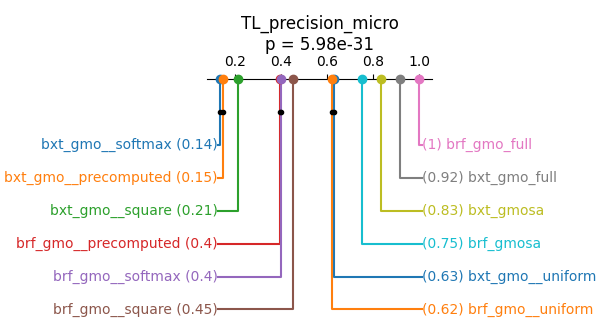 TL_precision_micro
p = 5.98e-31
0.2 0.4 0.6 0.8 1.0
bxt_gmo__softmax (0.14)
(1) brf_gmo_full
bxt_gmo__precomputed (0.15)
(0.92) bxt_gmo_full
bxt_gmo__square (0.21)
(0.83) bxt_gmosa
brf_gmo__precomputed (0.4)
(0.75) brf_gmosa
brf_gmo__softmax (0.4)
(0.63) bxt_gmo__uniform
brf_gmo__square (0.45)
(0.62) brf_gmo__uniform